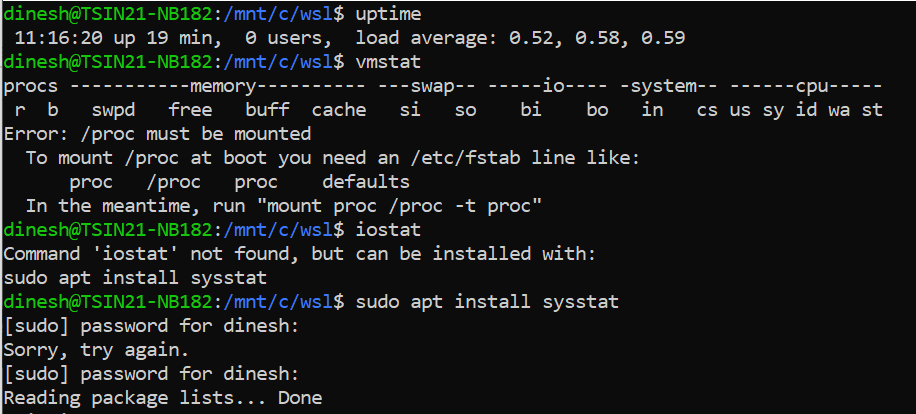 dinesh@TSIN21-NB182:/mnt/c/wsl$ uptime
 11:16:20 up 19 min,  0 users,  load average: 0.52, 0.58, 0.59
dinesh@TSIN21-NB182:/mnt/c/wsl$ vmstat
procs -----------memory---------- ---swap-- -----io---- -system-- ------cpu-----
 r  b   swpd   free   buff  cache   si   so    bi    bo   in   cs us sy id wa st
Error: /proc must be mounted
  To mount /proc at boot you need an /etc/fstab line like:
      proc   /proc   proc    defaults
  In the meantime, run "mount proc /proc -t proc"
dinesh@TSIN21-NB182:/mnt/c/wsl$ iostat
Command 'iostat' not found, but can be installed with:
sudo apt install sysstat
dinesh@TSIN21-NB182:/mnt/c/wsl$ sudo apt install sysstat
[sudo] password for dinesh:
Sorry, try again.
[sudo] password for dinesh:
Reading package lists... Done